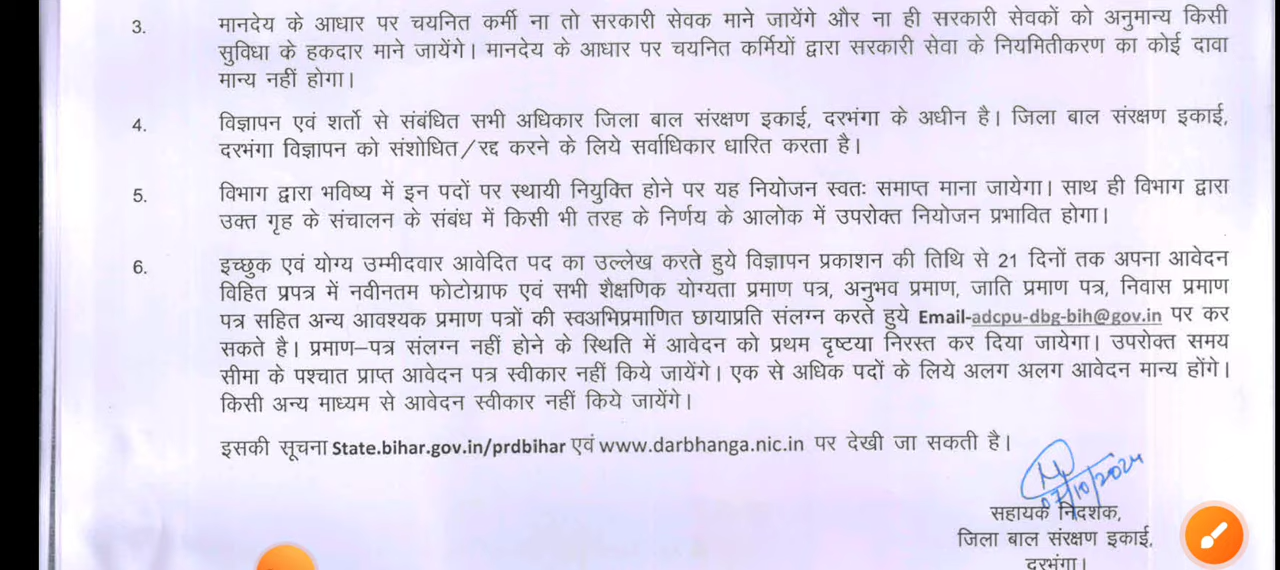 3. मानदेय के आधार पर चयनित कर्मी ना तो सरकारी सेवक माने जायेंगे और ना ही सरकारी सेवकों को अनुमान्य किसी
सुविधा के हकदार माने जायेंगे। मानदेय के आधार पर चयनित कर्मियों द्वारा सरकारी सेवा के नियमितीकरण का कोई दावा
मान्य नहीं होगा।
4. विज्ञापन एवं शर्तो से संबंधित सभी अधिकार जिला बाल संरक्षण इकाई, दरभंगा के अधीन है। जिला बाल संरक्षण इकाई,
दरभंगा विज्ञापन को संशोधित/रद्द करने के लिये सर्वाधिकार धारित करता है।
5. विभाग द्वारा भविष्य में इन पदों पर स्थायी नियुक्ति होने पर यह नियोजन स्वतः समाप्त माना जायेगा। साथ ही विभाग द्वारा
उक्त गृह के संचालन के संबंध में किसी भी तरह के निर्णय के आलोक में उपरोक्त नियोजन प्रभावित होगा।
6. इच्छुक एवं योग्य उम्मीदवार आवेदित पद का उल्लेख करते हुये विज्ञापन प्रकाशन की तिथि से 21 दिनों तक अपना आवेदन
विहित प्रपत्र में नवीनतम फोटोग्राफ एवं सभी शैक्षणिक योग्यता प्रमाण पत्र, अनुभव प्रमाण, जाति प्रमाण पत्र, निवास प्रमाण
पत्र सहित अन्य आवश्यक प्रमाण पत्रों की स्वअभिप्रमाणित छायाप्रति संलग्न करते हुये Email-adcpu-dbg-bih@gov.in पर कर
सकते है। प्रमाण–पत्र संलग्न नहीं होने के स्थिति में आवेदन को प्रथम दृष्टया निरस्त कर दिया जायेगा। उपरोक्त समय
सीमा के पश्चात प्राप्त आवेदन पत्र स्वीकार नहीं किये जायेंगे। एक से अधिक पदों के लिये अलग अलग आवेदन मान्य होंगे।
किसी अन्य माध्यम से आवेदन स्वीकार नहीं किये जायेंगे।
इसकी सूचना State.bihar.gov.in/prdbihar एवं www.darbhanga.nic.in पर देखी जा सकती है।
07/10/2024
सहायक निदेशक,
जिला बाल संरक्षण इकाई,
दरभंगा।